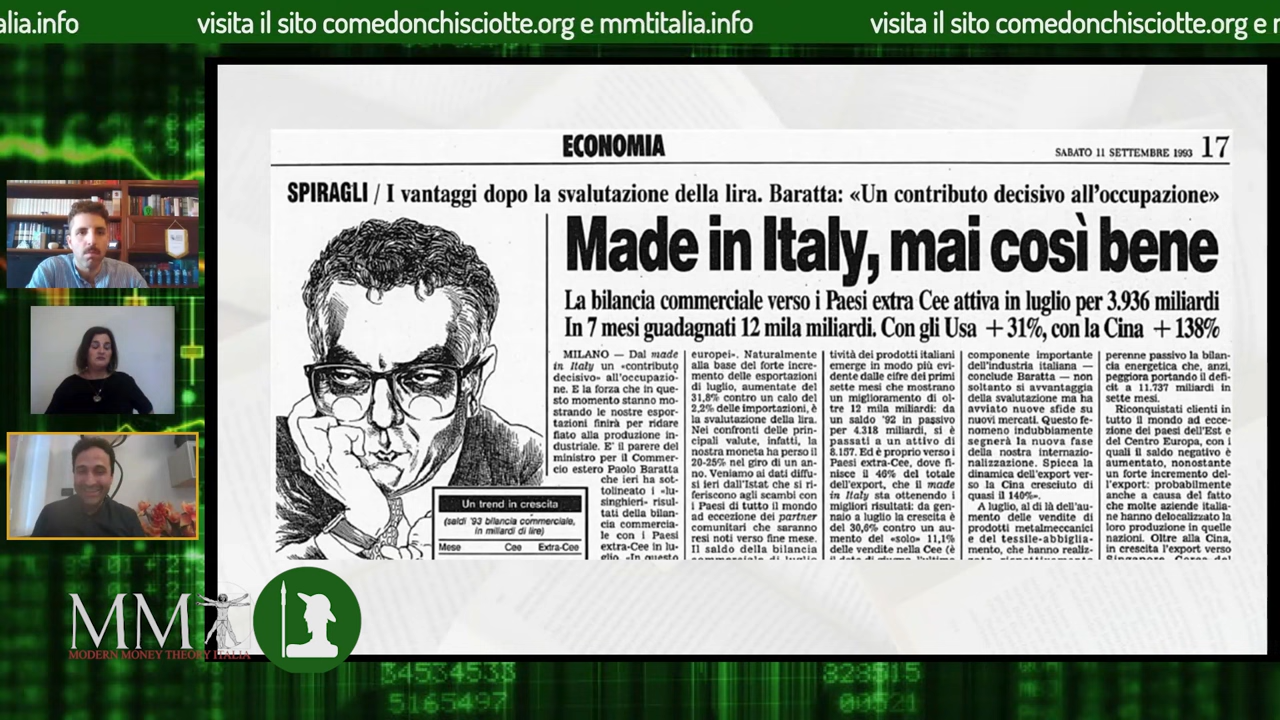 alia.info
visita il sito comedonchisciotte.org e mmtitalia.info
visita il sito comedonchisciotte.org e
ECONOMIA
SABATO 11 SETTEMBRE 1993 17
SPIRAGLI / I vantaggi dopo la svalutazione della lira. Baratta: «Un contributo decisivo all'occupazione»
Made in Italy, mai così bene
La bilancia commerciale verso i Paesi extra Cee attiva in luglio per 3.936 miliardi
In 7 mesi guadagnati 12 mila miliardi. Con gli Usa +31%, con la Cina +138%
MILANO — Dal made
in Italy un «contributo
decisivo» all'occupazio-
ne. E la forza che in que-
sto momento stanno mo-
strando le nostre espor-
tazioni finirà per ridare
fiato alla produzione in-
dustriale. E' il parere del
ministro per il Commer-
cio estero Paolo Baratta
che ieri ha sot-
tolineato i «lu-
singhieri» risul-
tati della bilan-
cia commercia-
le con i Paesi
extra-Cee in lu-
glio. «In questo
europei». Naturalmente
alla base del forte incre-
mento delle esportazioni
di luglio, aumentate del
31,8% contro un calo del
2,2% delle importazioni, è
la svalutazione della lira.
Nei confronti delle prin-
cipali valute, infatti, la
nostra moneta ha perso il
20-25% nel giro di un an-
no. Veniamo ai dati diffu-
si ieri dall'Istat che si ri-
feriscono agli scambi con
i Paesi di tutto il mondo
ad eccezione dei partner
comunitari che saranno
resi noti verso fine mese.
Il saldo della bilancia
tività dei prodotti italiani
emerge in modo più evi-
dente dalle cifre dei primi
sette mesi che mostrano
un miglioramento di ol-
tre 12 mila miliardi: da
un saldo '92 in passivo
per 4.318 miliardi, si è
passati a un attivo di
8.157. Ed è proprio verso i
Paesi extra-Cee, dove fi-
nisce il 46% del totale
dell'export, che il made
in Italy sta ottenendo i
migliori risultati: da gen-
naio a luglio la crescita è
del 30,6% contro un au-
mento del «solo» 11,1%
delle vendite nella Cee (è
componente importante
dell'industria italiana —
conclude Baratta — non
soltanto si avvantaggia
della svalutazione ma ha
avviato nuove sfide su
nuovi mercati. Questo fe-
nomeno indubbiamente
segnerà la nuova fase
della nostra internazio-
nalizzazione. Spicca la
dinamica dell'export ver-
so la Cina cresciuto di
quasi il 140%».
A luglio, al di là dell'au-
mento delle vendite di
prodotti metalmeccanici
e del tessile-abbiglia-
mento, che hanno realiz-
perenne passivo la bilan-
cia energetica che, anzi,
peggiora portando il defi-
cit a 11.737 miliardi in
sette mesi.
Riconquistati clienti in
tutto il mondo ad ecce-
zione dei paesi dell'Est e
del Centro Europa, con i
quali il saldo negativo è
aumentato, nonostante
un forte incremento del-
l'export: probabilmente
anche a causa del fatto
che molte aziende italia-
ne hanno delocalizzato la
loro produzione in quelle
nazioni. Oltre alla Cina,
in crescita l'export verso
Un trend in crescita
(saldi '93 bilancia commerciale,
in miliardi di lire)
Mese Cee Extra-Cee
MMT
MODERN MONEY THEORY ITALIA